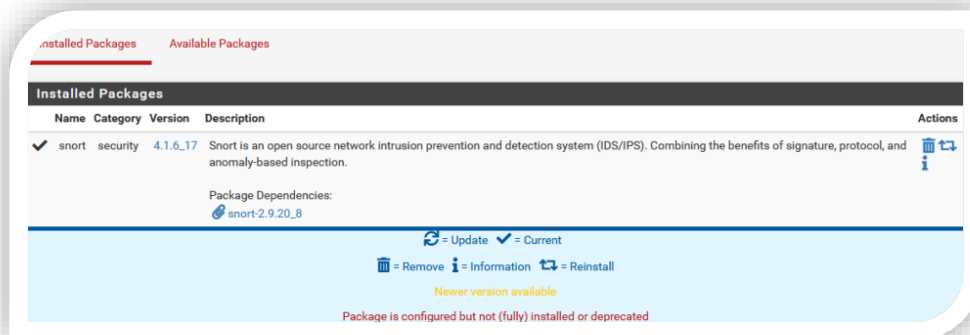 Installed Packages Available Packages
Installed Packages
Name Category Version Description Actions
snort security 4.1.6_17 Snort is an open source network intrusion prevention and detection system (IDS/IPS). Combining the benefits of signature, protocol, and
anomaly-based inspection.
Package Dependencies:
snort-2.9.20_8
= Update = Current
= Remove = Information = Reinstall
Newer version available
Package is configured but not (fully) installed or deprecated